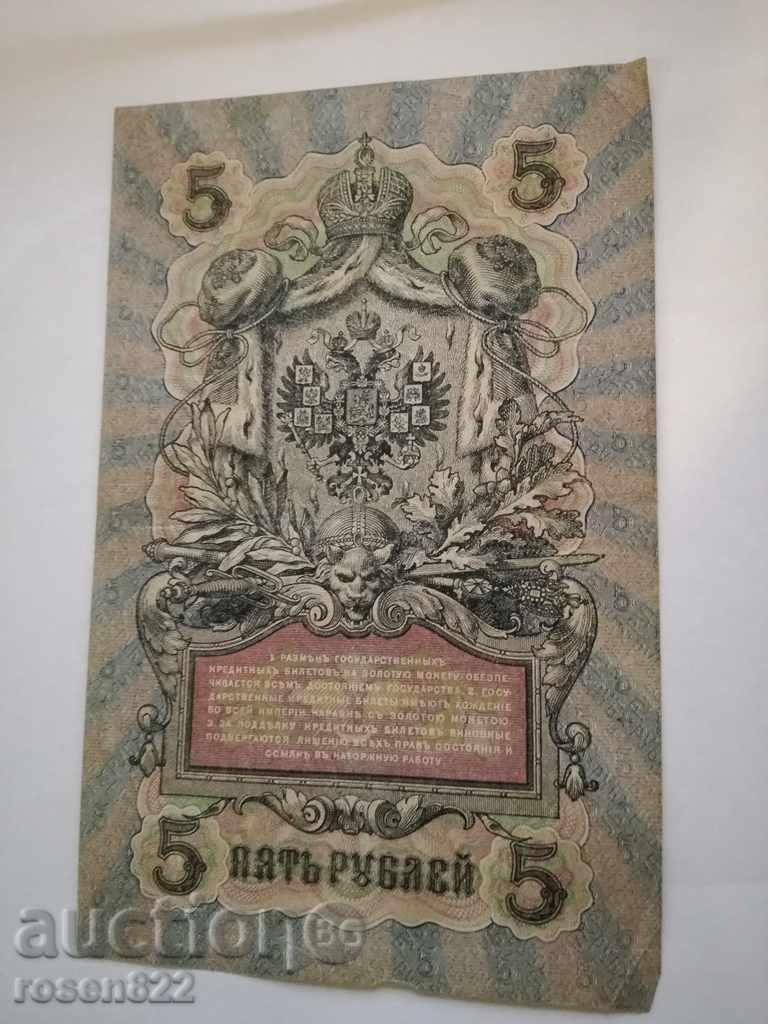 5 5
1. РАЗМѢНЪ ГОСУДАРСТВЕННЫХЪ
КРЕДИТНЫХЪ БИЛЕТОВЪ НА ЗОЛОТУЮ МОНЕТУ ОБЕЗПЕ-
ЧИВАЕТСЯ ВСѢМЪ ДОСТОЯНІЕМЪ ГОСУДАРСТВА. 2. ГОСУ-
ДАРСТВЕННЫЕ КРЕДИТНЫЕ БИЛЕТЫ ИМѢЮТЪ ХОЖДЕНІЕ
ВО ВСЕЙ ИМПЕРІИ НАРАВНѢ СЪ ЗОЛОТОЮ МОНЕТОЮ.
3. ЗА ПОДДѢЛКУ КРЕДИТНЫХЪ БИЛЕТОВЪ ВИНОВНЫЕ
ПОДВЕРГАЮТСЯ ЛИШЕНІЮ ВСѢХЪ ПРАВЪ СОСТОЯНІЯ И
ССЫЛКѢ ВЪ КАТОРЖНУЮ РАБОТУ.
5 ПЯТЬ РУБЛЕЙ 5
auction BG
rosen822